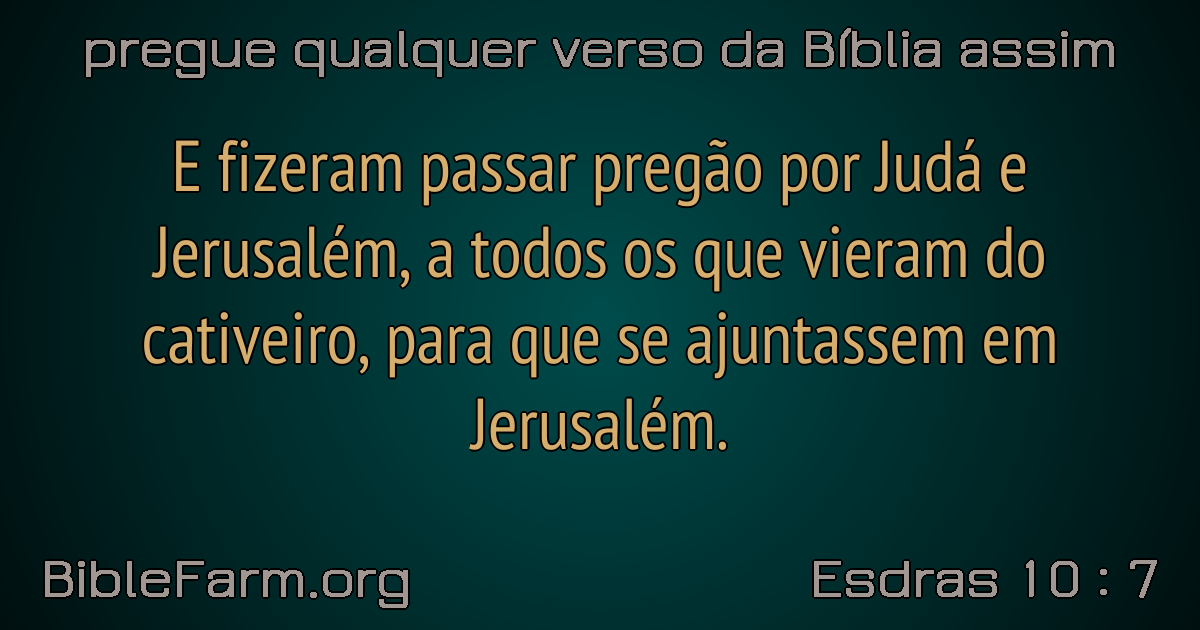 pregue qualquer verso da Bíblia assim
E fizeram passar pregão por Judá e
Jerusalém, a todos os que vieram do
cativeiro, para que se ajuntassem em
Jerusalém.
BibleFarm.org
Esdras 10 : 7